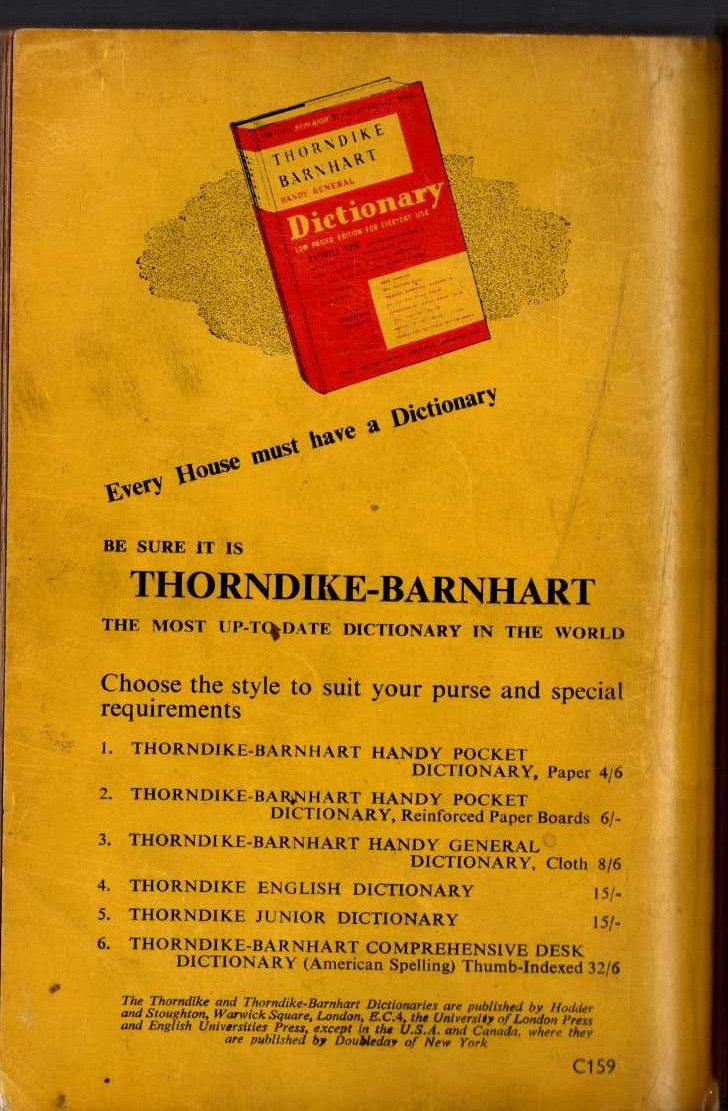 THORNDIKE
BARNHART
HANDY GENERAL
Dictionary
LOW PRICED EDITION FOR EVERYDAY USE
Every House must have a Dictionary
BE SURE IT IS
THORNDIKE-BARNHART
THE MOST UP-TO-DATE DICTIONARY IN THE WORLD
Choose the style to suit your purse and special
requirements
1. THORNDIKE-BARNHART HANDY POCKET
DICTIONARY, Paper 4/6
2. THORNDIKE-BARNHART HANDY POCKET
DICTIONARY, Reinforced Paper Boards 6/-
3. THORNDIKE-BARNHART HANDY GENERAL
DICTIONARY, Cloth 8/6
4. THORNDIKE ENGLISH DICTIONARY 15/-
5. THORNDIKE JUNIOR DICTIONARY 15/-
6. THORNDIKE-BARNHART COMPREHENSIVE DESK
DICTIONARY (American Spelling) Thumb-Indexed 32/6
The Thorndike and Thorndike-Barnhart Dictionaries are published by Hodder
and Stoughton, Warwick Square, London, E.C.4, the University of London Press
and English Universities Press, except in the U.S.A. and Canada, where they
are published by Doubleday of New York
C159